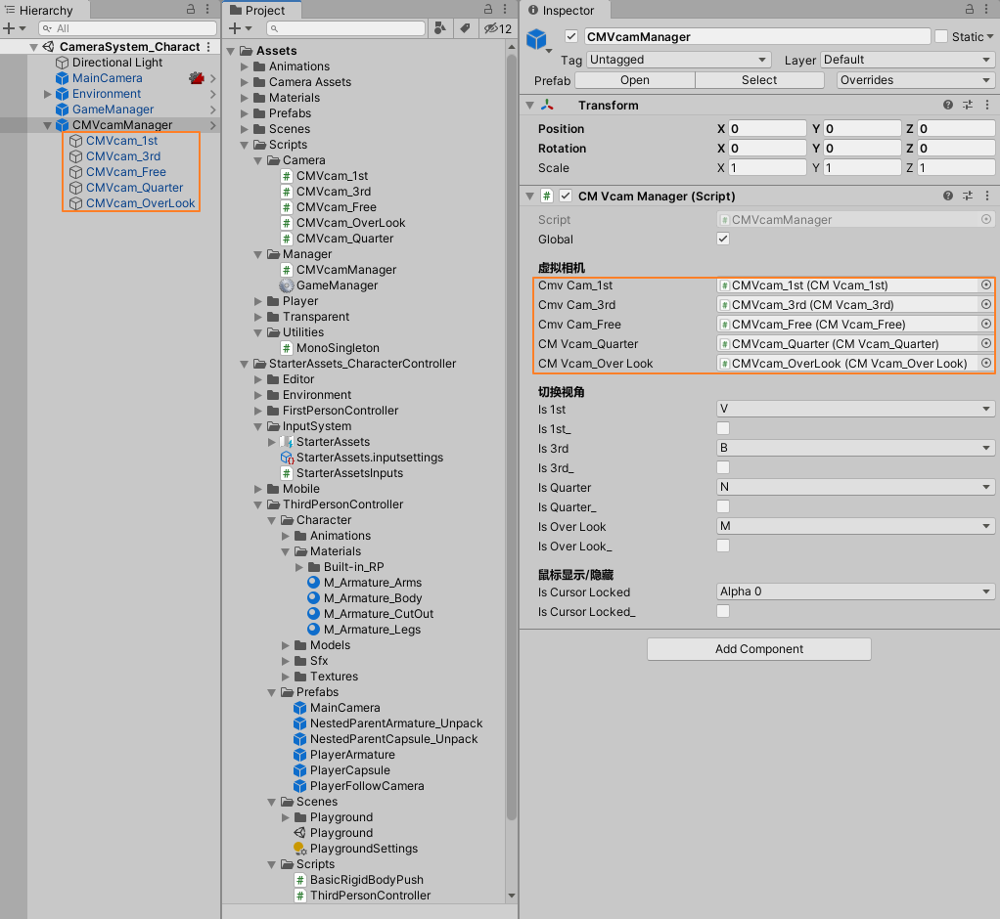 Hierarchy
All
CameraSystem_Charact
Directional Light
MainCamera
Environment
GameManager
CMVcamManager
CMVcam_1st
CMVcam_3rd
CMVcam_Free
CMVcam_Quarter
CMVcam_OverLook
Project
12
Assets
Animations
Camera Assets
Materials
Prefabs
Scenes
Scripts
Camera
CMVcam_1st
CMVcam_3rd
CMVcam_Free
CMVcam_OverLook
CMVcam_Quarter
Manager
CMVcamManager
GameManager
Player
Transparent
Utilities
MonoSingleton
StarterAssets_CharacterController
Editor
Environment
FirstPersonController
InputSystem
StarterAssets
StarterAssets.inputsettings
StarterAssetsInputs
Mobile
ThirdPersonController
Character
Animations
Materials
Built-in_RP
M_Armature_Arms
M_Armature_Body
M_Armature_CutOut
M_Armature_Legs
Models
Sfx
Textures
Prefabs
MainCamera
NestedParentArmature_Unpack
NestedParentCapsule_Unpack
PlayerArmature
PlayerCapsule
PlayerFollowCamera
Scenes
Playground
Playground
PlaygroundSettings
Scripts
BasicRigidBodyPush
ThirdPersonController
Inspector
CMVcamManager Static
Tag Untagged Layer Default
Prefab Open Select Overrides
Transform
Position X 0 Y 0 Z 0
Rotation X 0 Y 0 Z 0
Scale X 1 Y 1 Z 1
# CM Vcam Manager (Script)
Script # CMVcamManager
Global
虚拟相机
Cmv Cam_1st # CMVcam_1st (CM Vcam_1st)
Cmv Cam_3rd # CMVcam_3rd (CM Vcam_3rd)
Cmv Cam_Free # CMVcam_Free (CM Vcam_Free)
CM Vcam_Quarter # CMVcam_Quarter (CM Vcam_Quarter)
CM Vcam_Over Look # CMVcam_OverLook (CM Vcam_Over Look)
切换视角
Is 1st V
Is 1st_
Is 3rd B
Is 3rd_
Is Quarter N
Is Quarter_
Is Over Look M
Is Over Look_
鼠标显示/隐藏
Is Cursor Locked Alpha 0
Is Cursor Locked_
Add Component